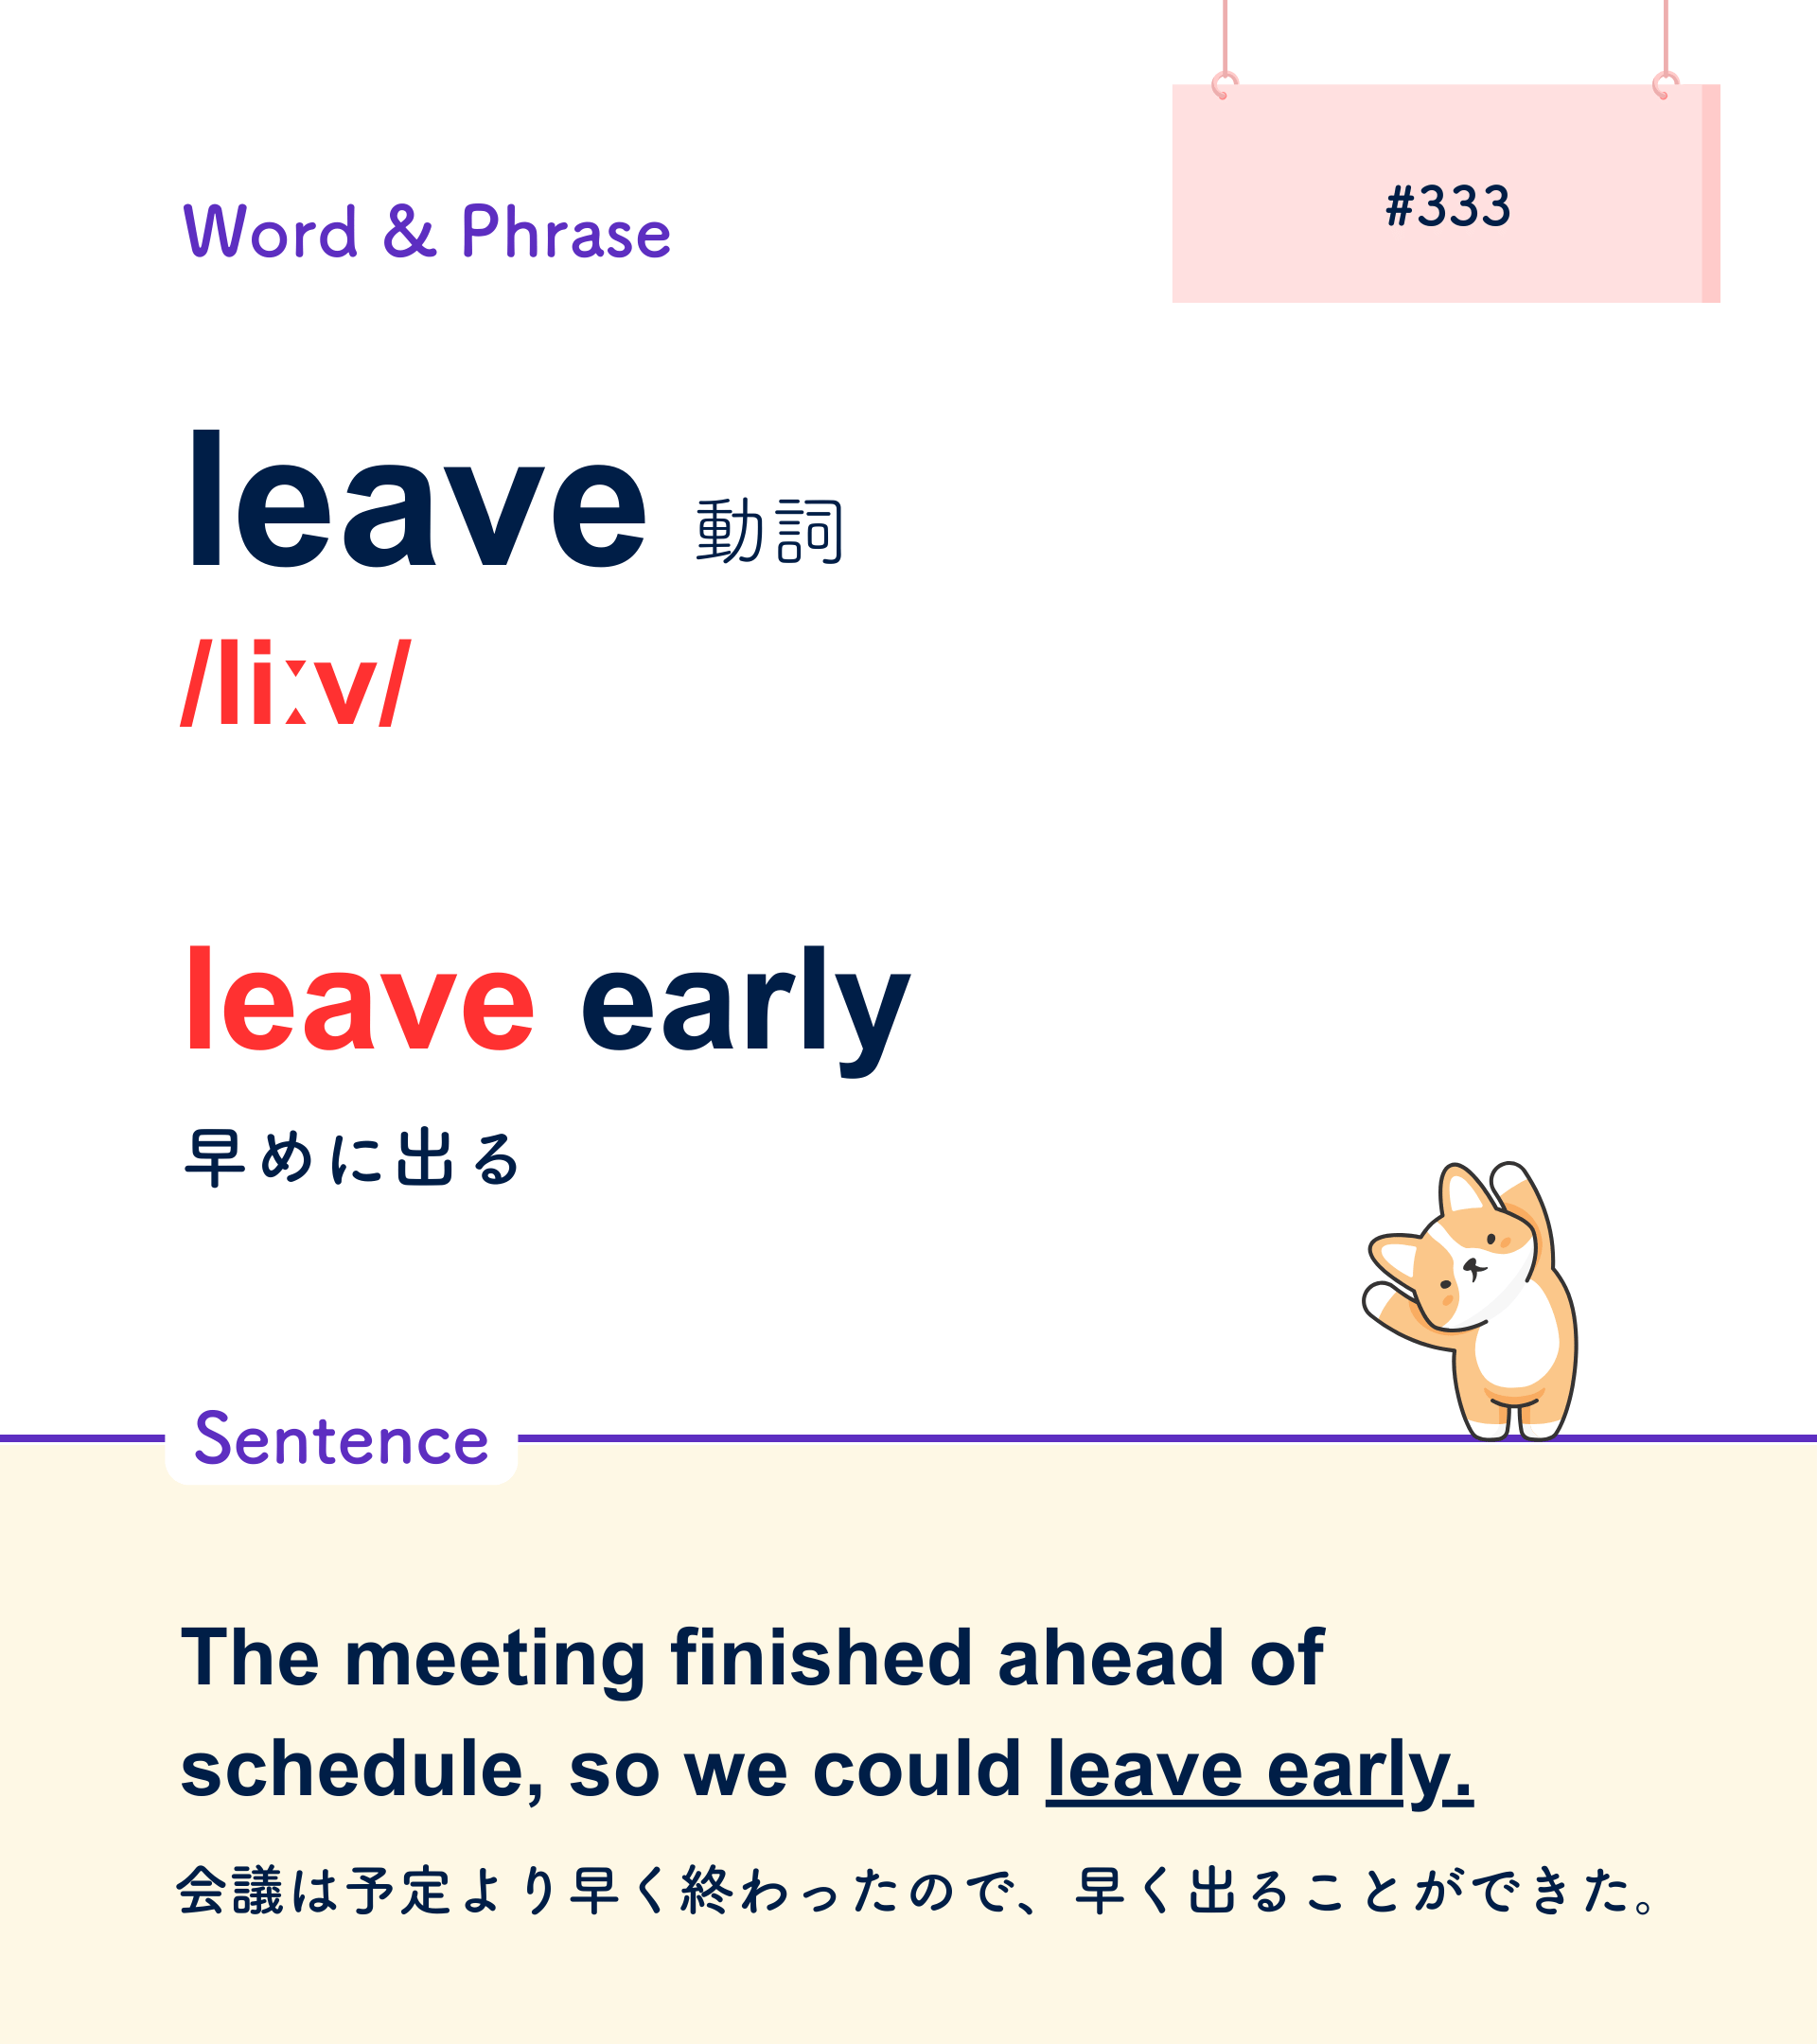 #333
Word & Phrase
leave 動詞
/liːv/
leave early
早めに出る
Sentence
The meeting finished ahead of
schedule, so we could leave early.
会議は予定より早く終わったので、早く出ることができた。